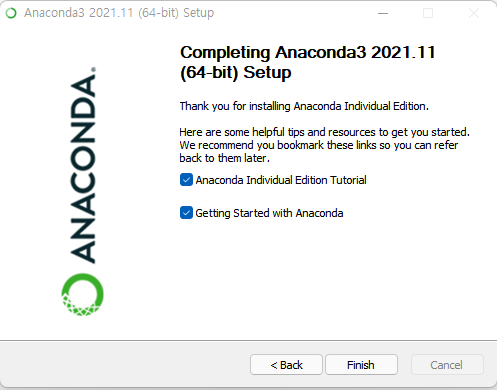 Anaconda3 2021.11 (64-bit) Setup
Completing Anaconda3 2021.11
(64-bit) Setup
Thank you for installing Anaconda Individual Edition.
Here are some helpful tips and resources to get you started.
We recommend you bookmark these links so you can refer
back to them later.
Anaconda Individual Edition Tutorial
Getting Started with Anaconda
ANACONDA.
< Back
Finish
Cancel